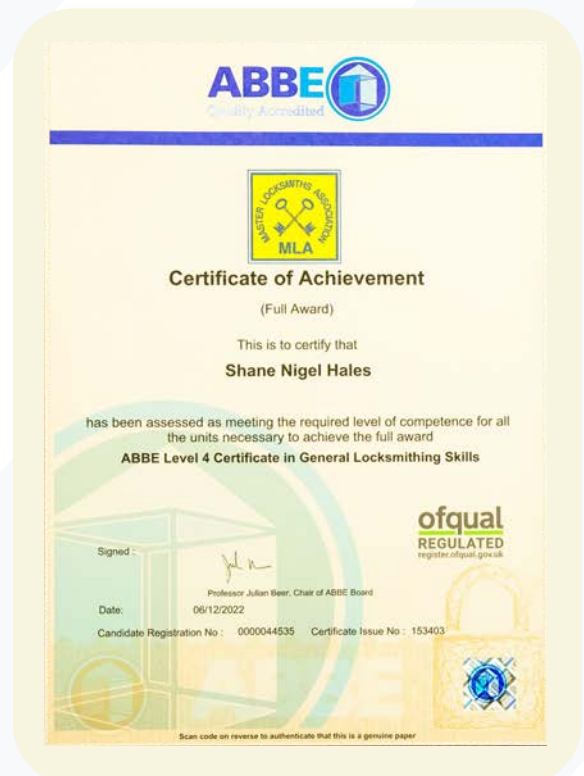 ABBE
Quality Accredited
MASTER LOCKSMITHS ASSOCIATION
MLA
Certificate of Achievement
(Full Award)
This is to certify that
Shane Nigel Hales
has been assessed as meeting the required level of competence for all
the units necessary to achieve the full award
ABBE Level 4 Certificate in General Locksmithing Skills
ofqual
REGULATED
register.ofqual.gov.uk
Signed :
Professor Julian Beer, Chair of ABBE Board
Date: 06/12/2022
Candidate Registration No : 0000044535 Certificate Issue No : 153403
ABBE
Scan code on reverse to authenticate that this is a genuine paper